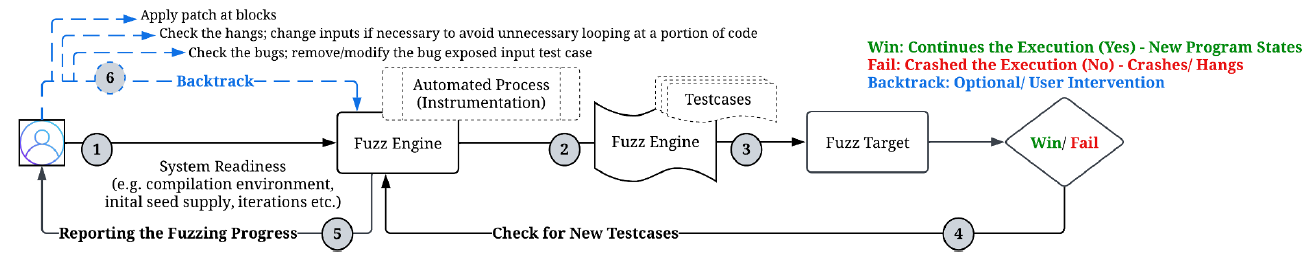 Apply patch at blocks
Check the hangs; change inputs if necessary to avoid unnecessary looping at a portion of code
Check the bugs; remove/modify the bug exposed input test case
Win: Continues the Execution (Yes) - New Program States
Fail: Crashed the Execution (No) - Crashes/ Hangs
Backtrack: Optional/ User Intervention
6
Backtrack
Automated Process
(Instrumentation)
Testcases
1
Fuzz Engine
2
Fuzz Engine
3
Fuzz Target
Win/ Fail
System Readiness
(e.g. compilation environment,
inital seed supply, iterations etc.)
Reporting the Fuzzing Progress
5
Check for New Testcases
4